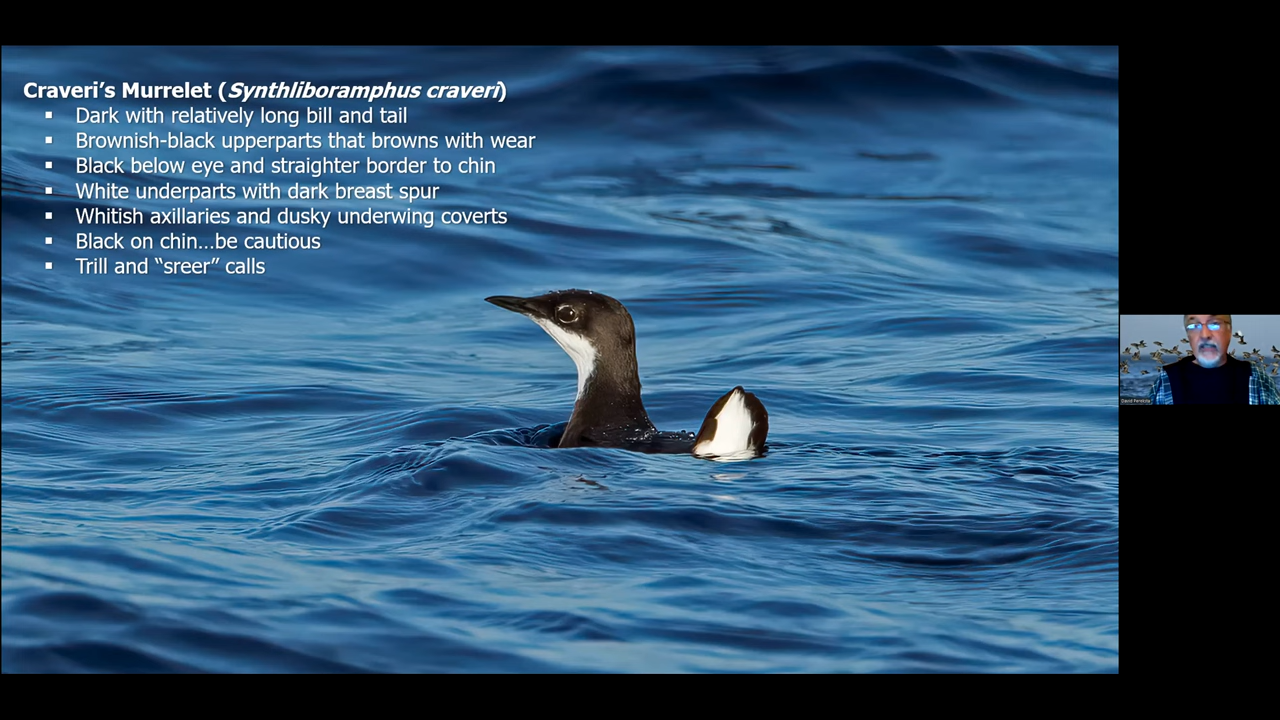 Craveri's Murrelet (Synthliboramphus craveri)
▪ Dark with relatively long bill and tail
▪ Brownish-black upperparts that browns with wear
▪ Black below eye and straighter border to chin
▪ White underparts with dark breast spur
▪ Whitish axillaries and dusky underwing coverts
▪ Black on chin…be cautious
▪ Trill and “sreer” calls
David